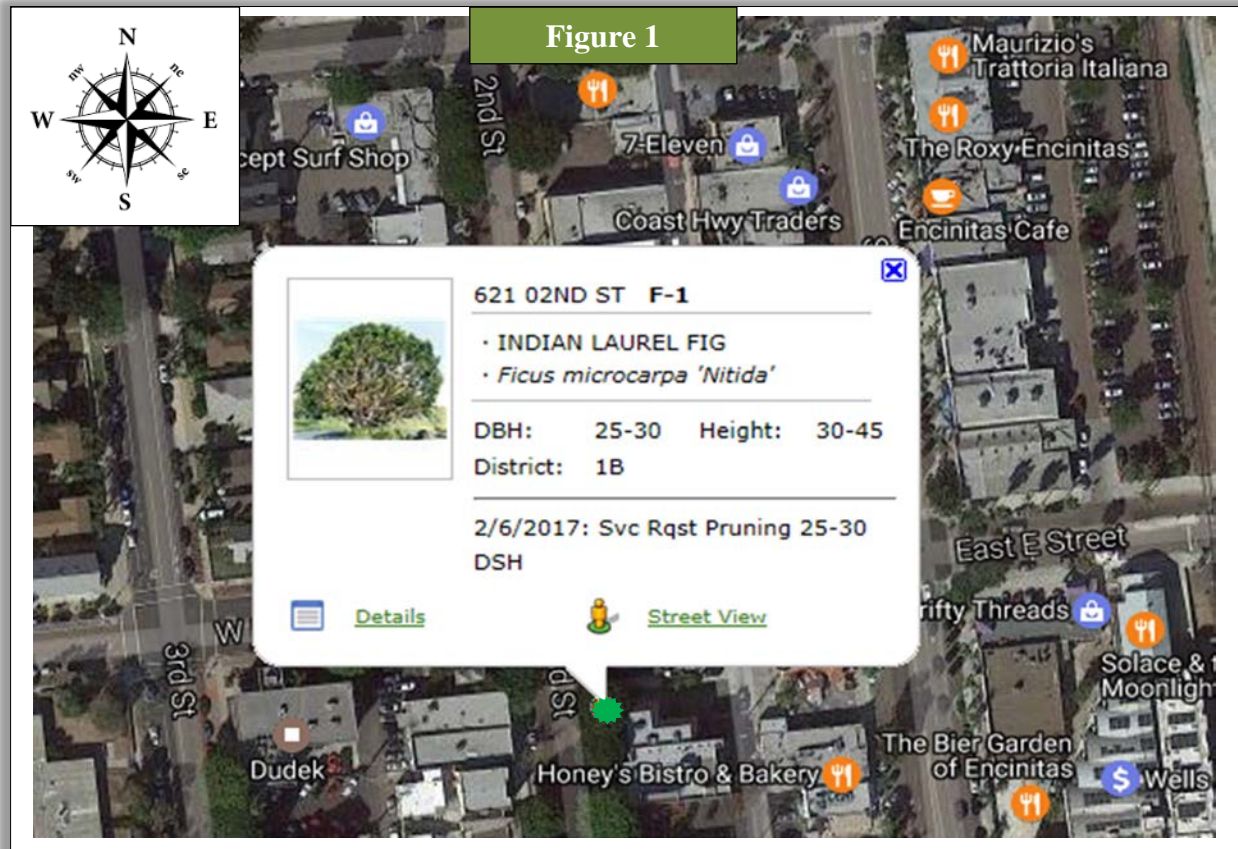 Figure 1
N
nw
ne
W
E
sw
se
S
2nd St
Maurizio's
Trattoria Italiana
cept Surf Shop
7-Eleven
The Roxy Encinitas
Coast Hwy Traders
Encinitas Cafe
621 02ND ST F-1
· INDIAN LAUREL FIG
· Ficus microcarpa 'Nitida'
DBH: 25-30 Height: 30-45
District: 1B
2/6/2017: Svc Rqst Pruning 25-30
DSH
Details
Street View
East E Street
rifty Threads
W
3rd St
d St
Solace &
Moonligh
Dudek
Honey's Bistro & Bakery
The Bier Garden
of Encinitas
$ Wells